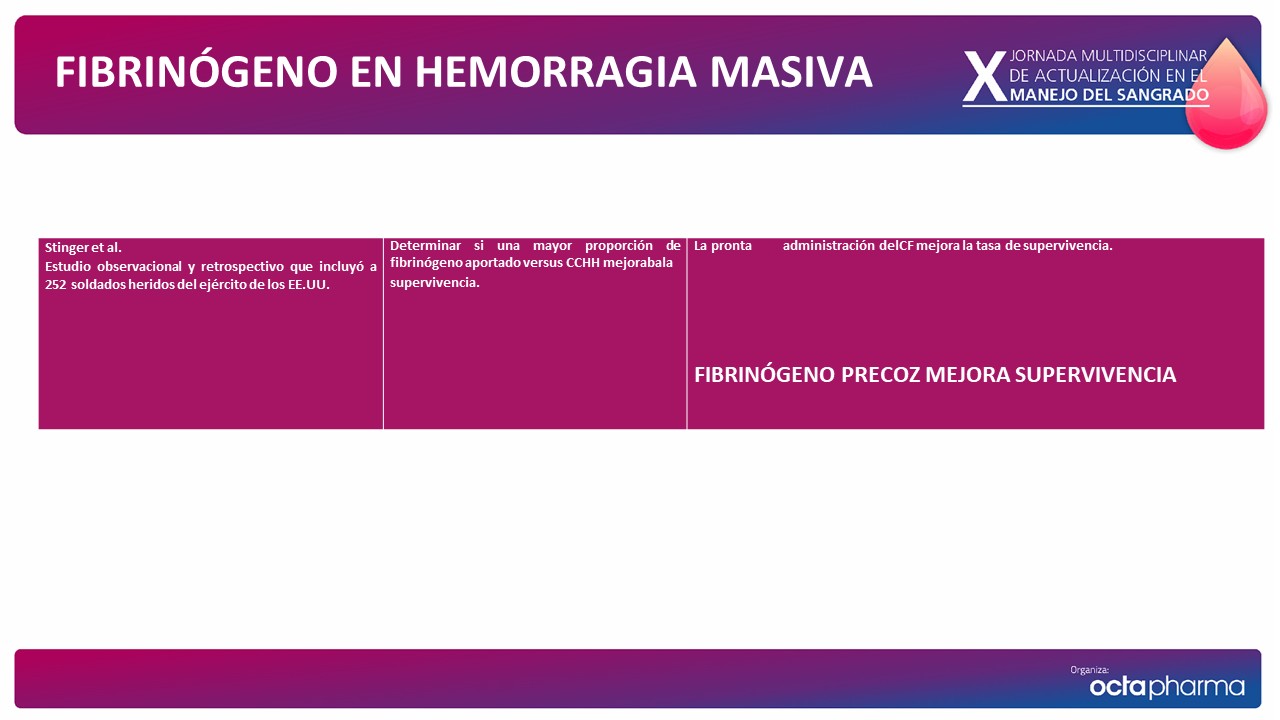 FIBRINÓGENO EN HEMORRAGIA MASIVA
X JORNADA MULTIDISCIPLINAR
DE ACTUALIZACIÓN EN EL
MANEJO DEL SANGRADO
Stinger et al.
Estudio observacional y retrospectivo que incluyó a
252 soldados heridos del ejército de los EE.UU.
Determinar si una mayor proporción de
fibrinógeno aportado versus CCHH mejorabala
supervivencia.
La pronta administración delCF mejora la tasa de supervivencia.
FIBRINÓGENO PRECOZ MEJORA SUPERVIVENCIA
Organiza:
octapharma